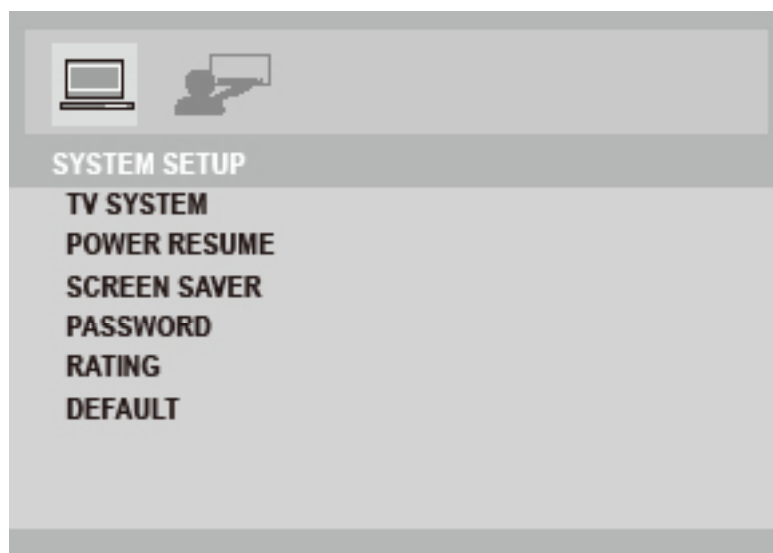 SYSTEM SETUP
TV SYSTEM
POWER RESUME
SCREEN SAVER
PASSWORD
RATING
DEFAULT